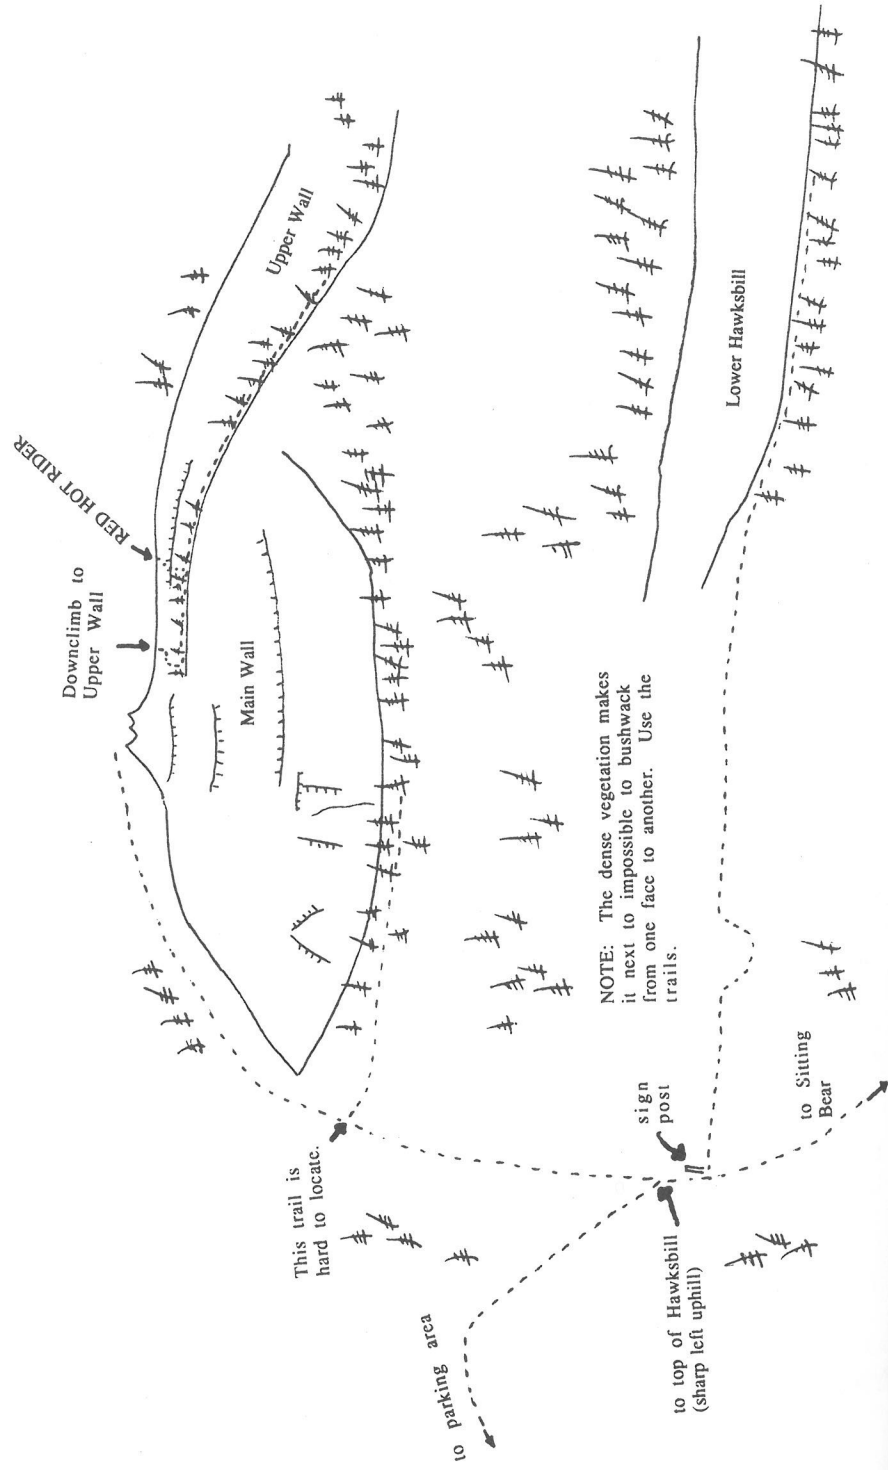 RED HOT RIDER
Downclimb to
Upper Wall
Upper Wall
Main Wall
This trail is
hard to locate.
Lower Hawksbill
NOTE: The dense vegetation makes
it next to impossible to bushwack
from one face to another. Use the
trails.
sign
post
to parking area
to top of Hawksbill
(sharp left uphill)
to Sitting
Bear